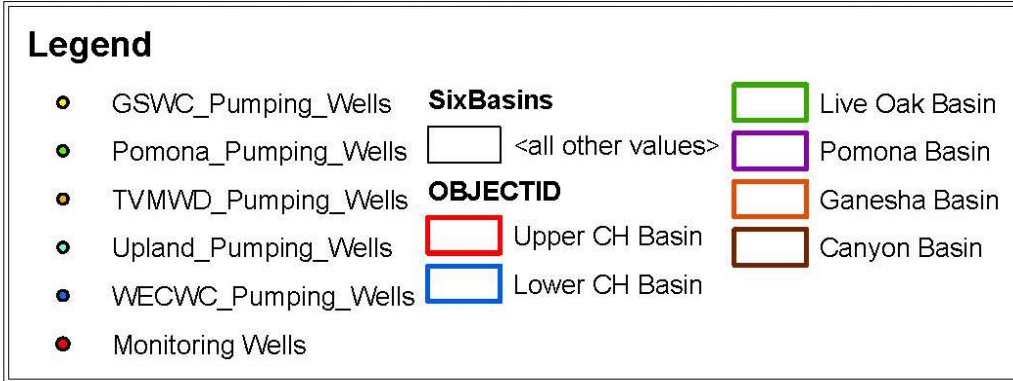 Legend
GSWC_Pumping_Wells
Pomona_Pumping_Wells
TVMWD_Pumping_Wells
Upland_Pumping_Wells
WECWC_Pumping_Wells
Monitoring Wells
SixBasins
<all other values>
OBJECTID
Upper CH Basin
Lower CH Basin
Live Oak Basin
Pomona Basin
Ganesha Basin
Canyon Basin